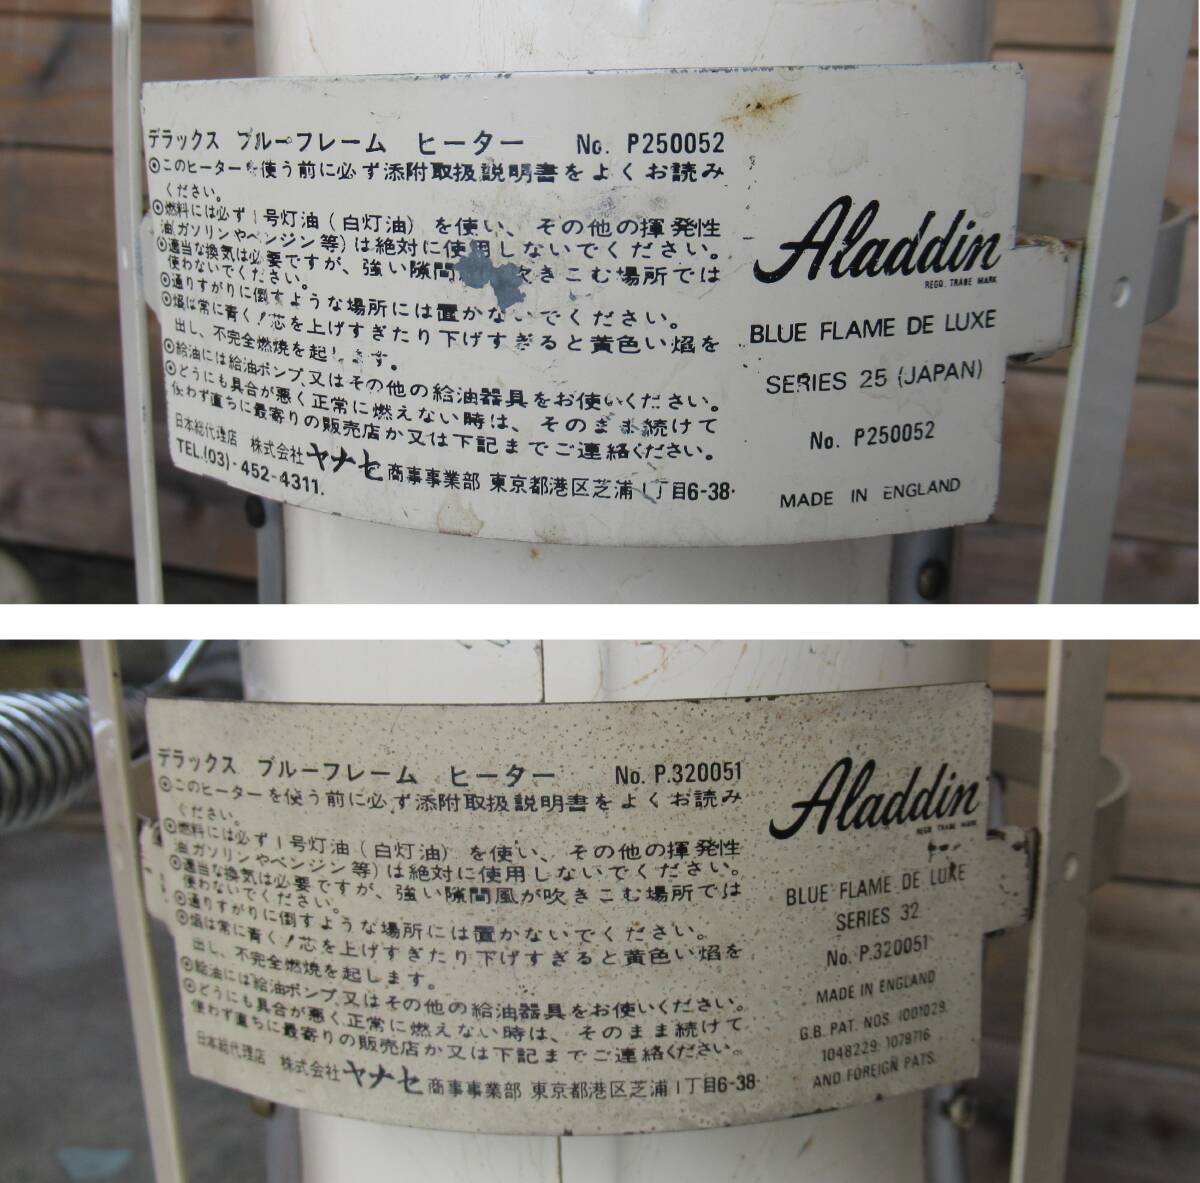 デラックス ブルーフレーム ヒーター No. P250052
⦿このヒーターを使う前に必ず添附取扱説明書をよくお読み
ください。
⦿燃料には必ず1号灯油(白灯油)を使い、その他の揮発性
油(ガソリンやベンジン等)は絶対に使用しないでください。
⦿適当な換気は必要ですが、強い隙間 吹きこむ場所では
使わないでください。
⦿通りすがりに倒すような場所には置かないでください。
⦿焔は常に青く!芯を上げすぎたり下げすぎると黄色い焔を
出し、不完全燃焼を起します。
⦿給油には給油ポンプ、又はその他の給油器具をお使いください。
⦿どうにも具合が悪く正常に燃えない時は、そのまま続けて
使わず直ちに最寄りの販売店か又は下記までご連絡ください。
日本総代理店 株式会社ヤナセ商事事業部 東京都港区芝浦1丁目6-38・
TEL.(03)・452-4311.
Aladdin
REGD. TRADE MARK
BLUE FLAME DE LUXE
SERIES 25 (JAPAN)
No. P250052
MADE IN ENGLAND
デラックス ブルーフレーム ヒーター No. P.320051
⦿このヒーターを使う前に必ず添附取扱説明書をよくお読み
ください。
⦿燃料には必ず1号灯油(白灯油)を使い、その他の揮発性
油(ガソリンやベンジン等)は絶対に使用しないでください。
⦿適当な換気は必要ですが、強い隙間風が吹きこむ場所では
使わないでください。
⦿通りすがりに倒すような場所には置かないでください。
⦿焔は常に青く!芯を上げすぎたり下げすぎると黄色い焔を
出し、不完全燃焼を起します。
⦿給油には給油ポンプ、又はその他の給油器具をお使いください。
⦿どうにも具合が悪く正常に燃えない時は、そのまま続けて
使わず直ちに最寄りの販売店か又は下記までご連絡ください。
日本総代理店 株式会社ヤナセ商事事業部 東京都港区芝浦1丁目6-38・
Aladdin
REGD. TRADE MARK
BLUE FLAME DE LUXE
SERIES 32
No. P.320051
MADE IN ENGLAND
G.B. PAT. NOS. 1001029.
1048229: 1079716
AND FOREIGN PATS.